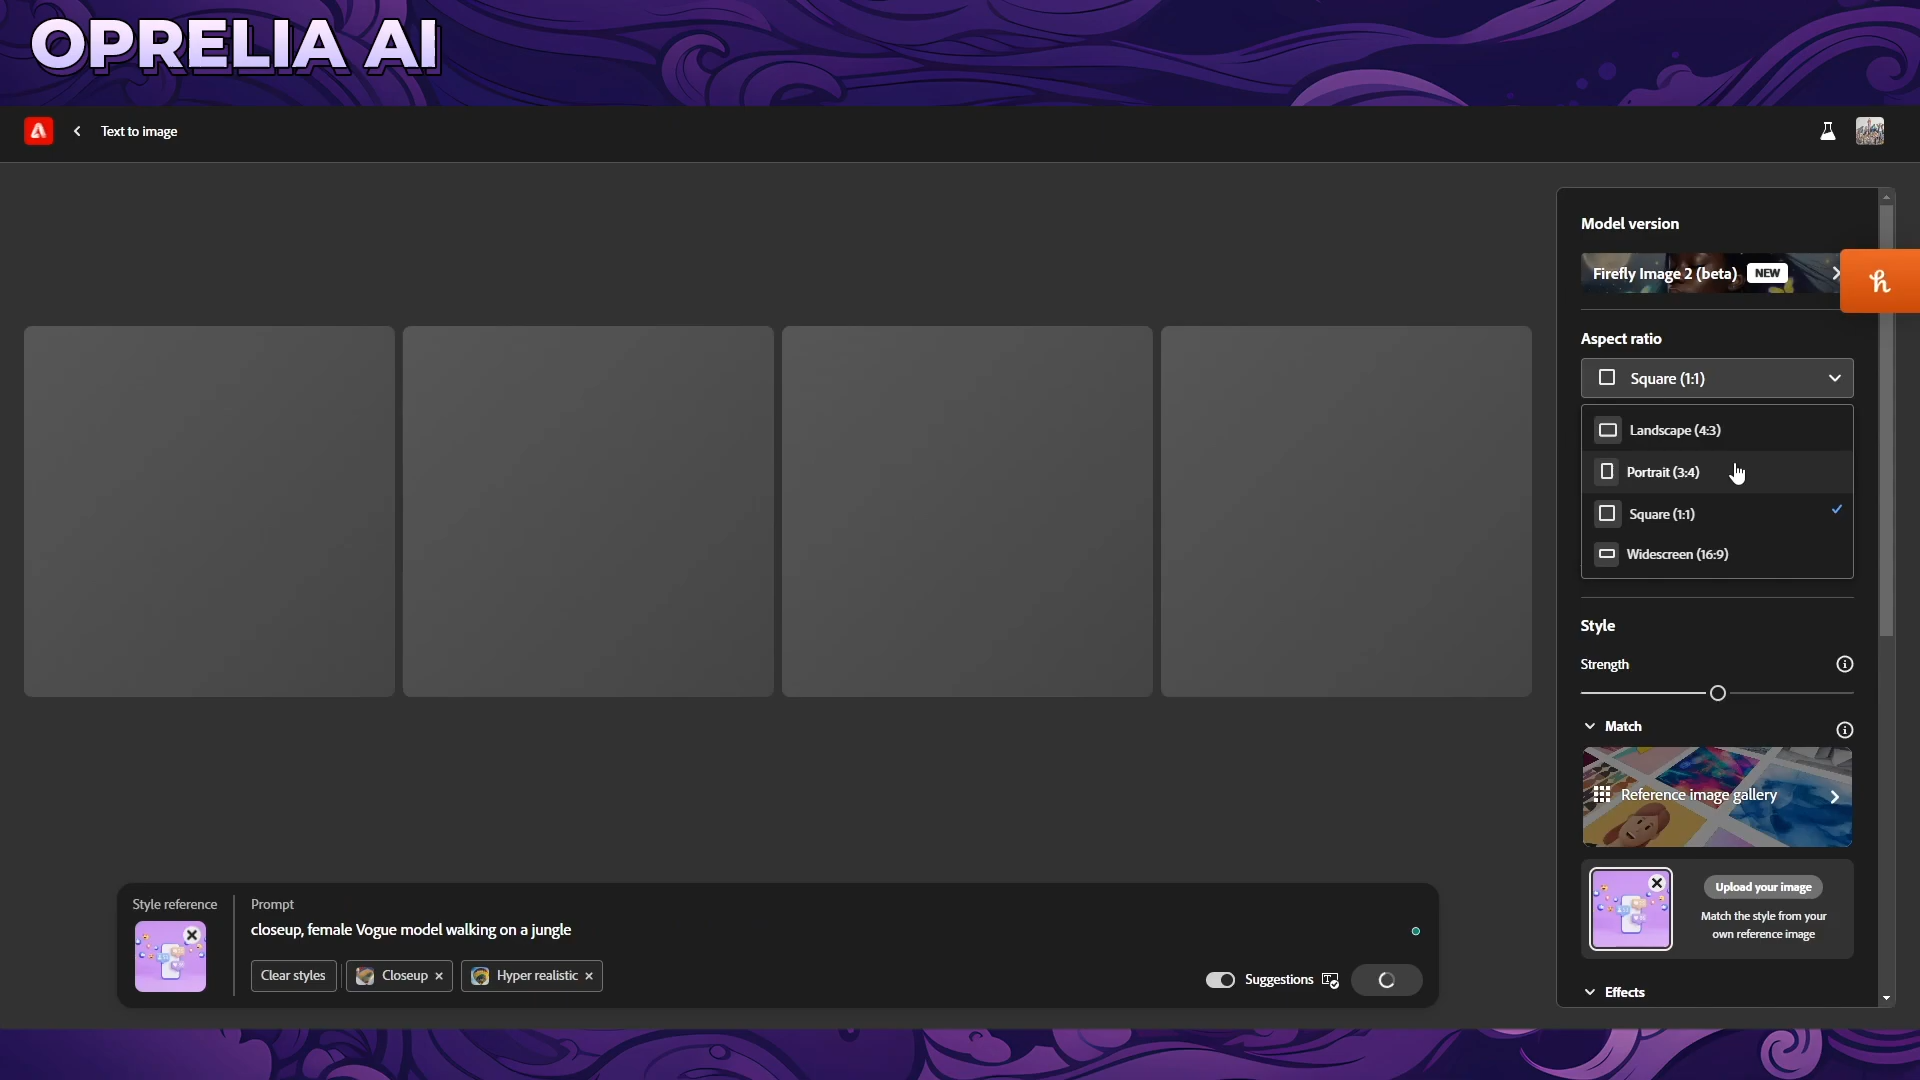 OPRELIA AI
Text to image
Model version
Firefly Image 2 (beta) NEW
Aspect ratio
Square (1:1)
Landscape (4:3)
Portrait (3:4)
Square (1:1)
Widescreen (16:9)
Style
Strength
Match
Reference image gallery
Upload your image
Match the style from your
own reference image
Effects
Style reference
Prompt
closeup, female Vogue model walking on a jungle
Clear styles
Closeup
Hyper realistic
Suggestions